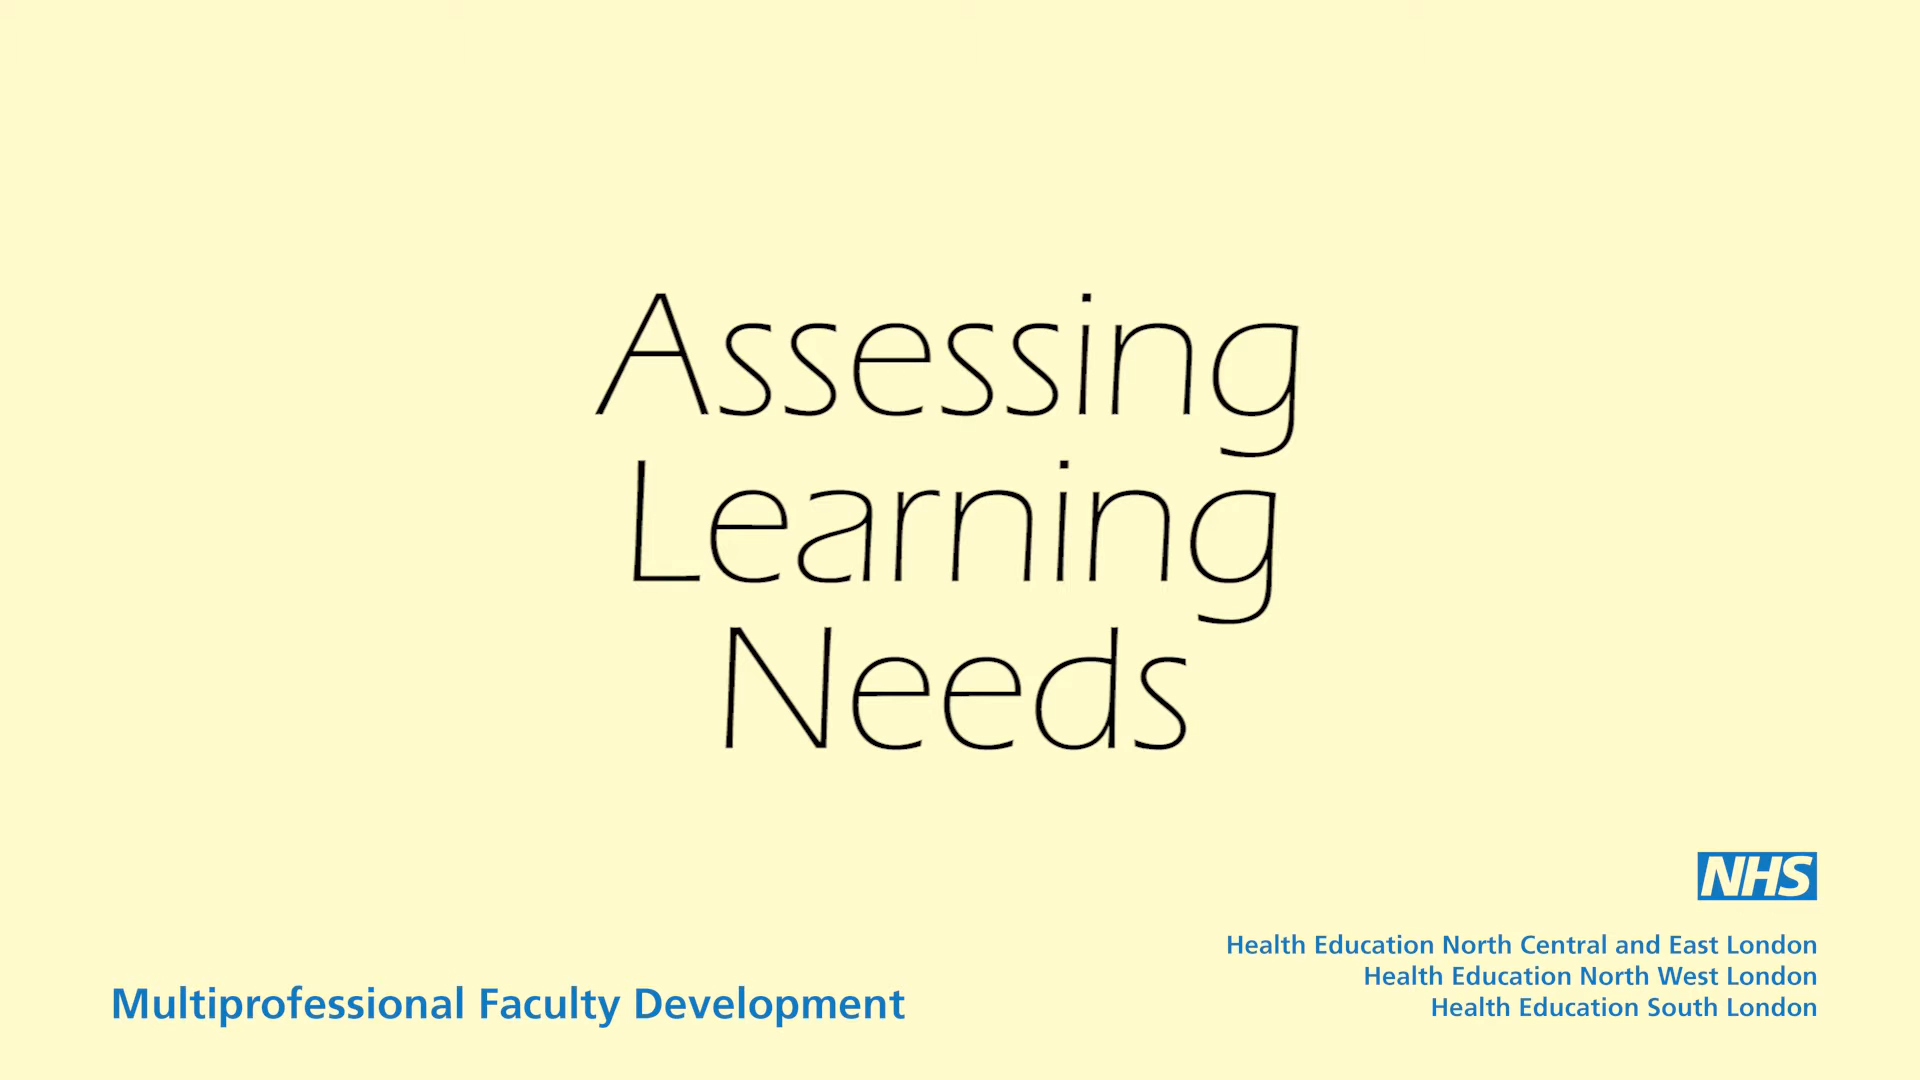 Assessing
Learning
Needs
NHS
Health Education North Central and East London
Health Education North West London
Health Education South London
Multiprofessional Faculty Development